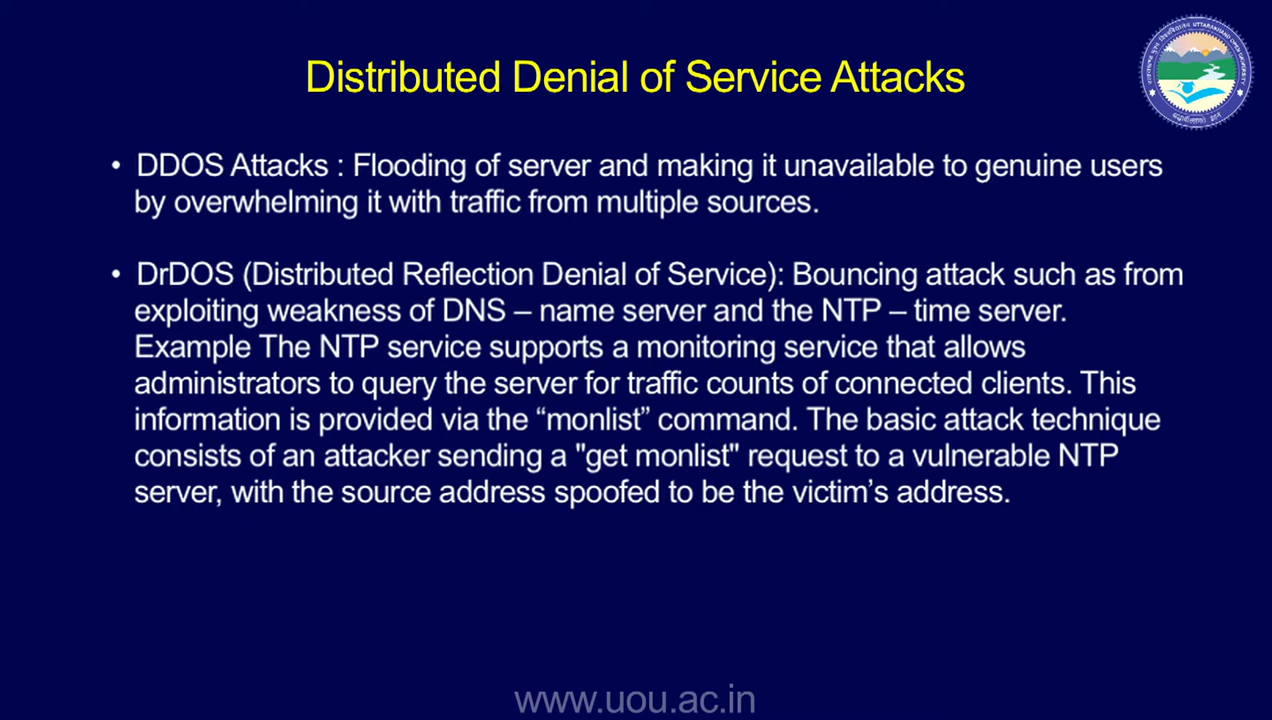 Distributed Denial of Service Attacks
• DDOS Attacks : Flooding of server and making it unavailable to genuine users
by overwhelming it with traffic from multiple sources.
• DrDOS (Distributed Reflection Denial of Service): Bouncing attack such as from
exploiting weakness of DNS – name server and the NTP – time server.
Example The NTP service supports a monitoring service that allows
administrators to query the server for traffic counts of connected clients. This
information is provided via the “monlist” command. The basic attack technique
consists of an attacker sending a "get monlist" request to a vulnerable NTP
server, with the source address spoofed to be the victim’s address.
www.uou.ac.in